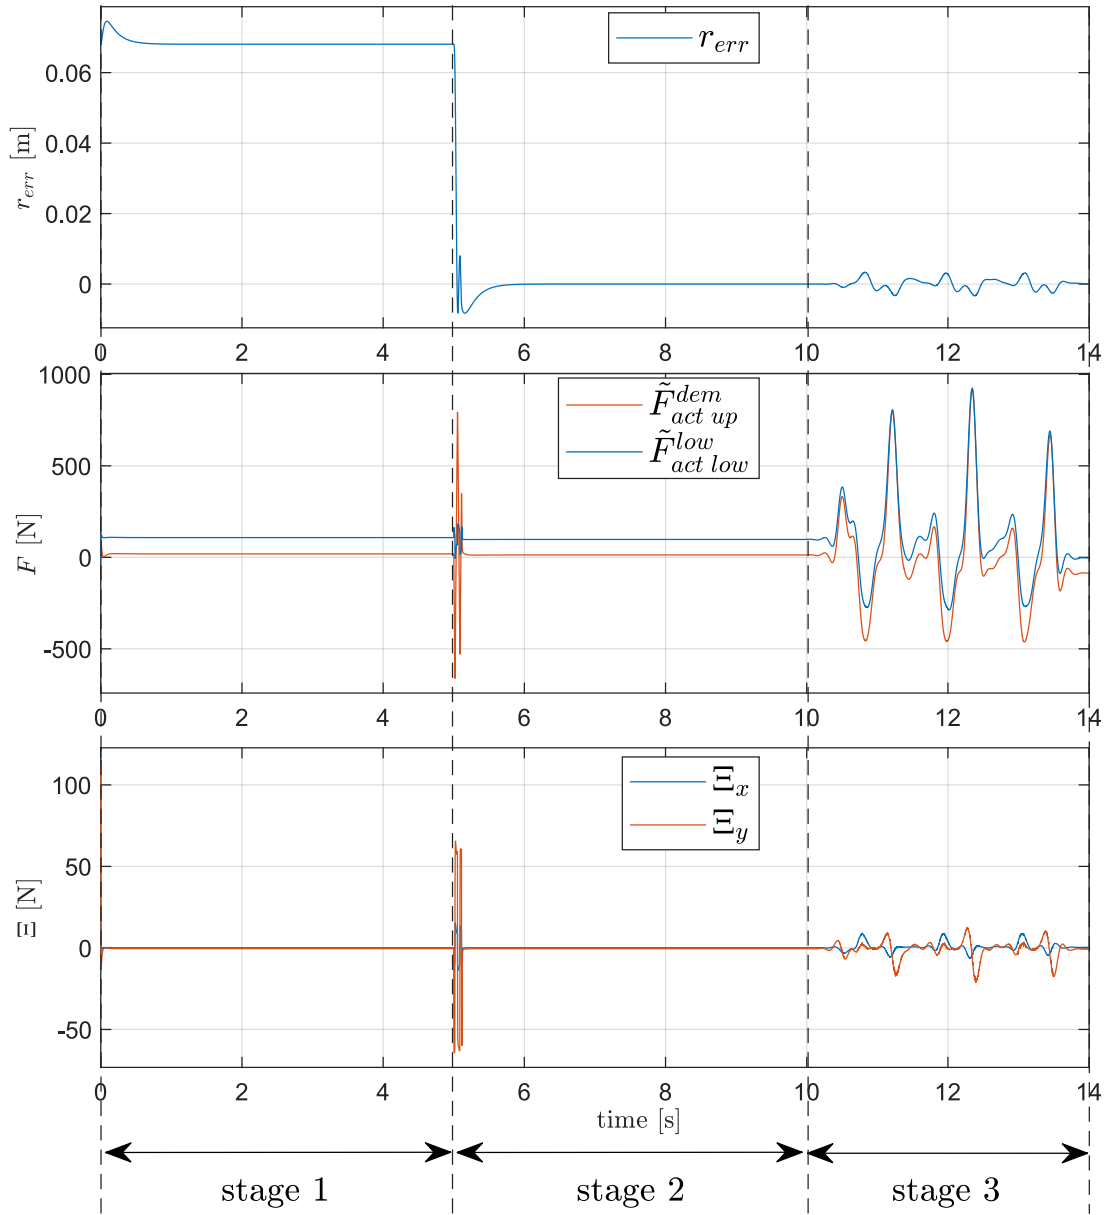 r_err
0.06
0.04
0.02
0
r_err [m]
0 2 4 6 8 10 12 14
F̃^dem_act up
F̃^low_act low
1000
500
0
-500
F [N]
0 2 4 6 8 10 12 14
Ξ_x
Ξ_y
100
50
0
-50
Ξ [N]
0 2 4 6 8 10 12 14
time [s]
stage 1 stage 2 stage 3